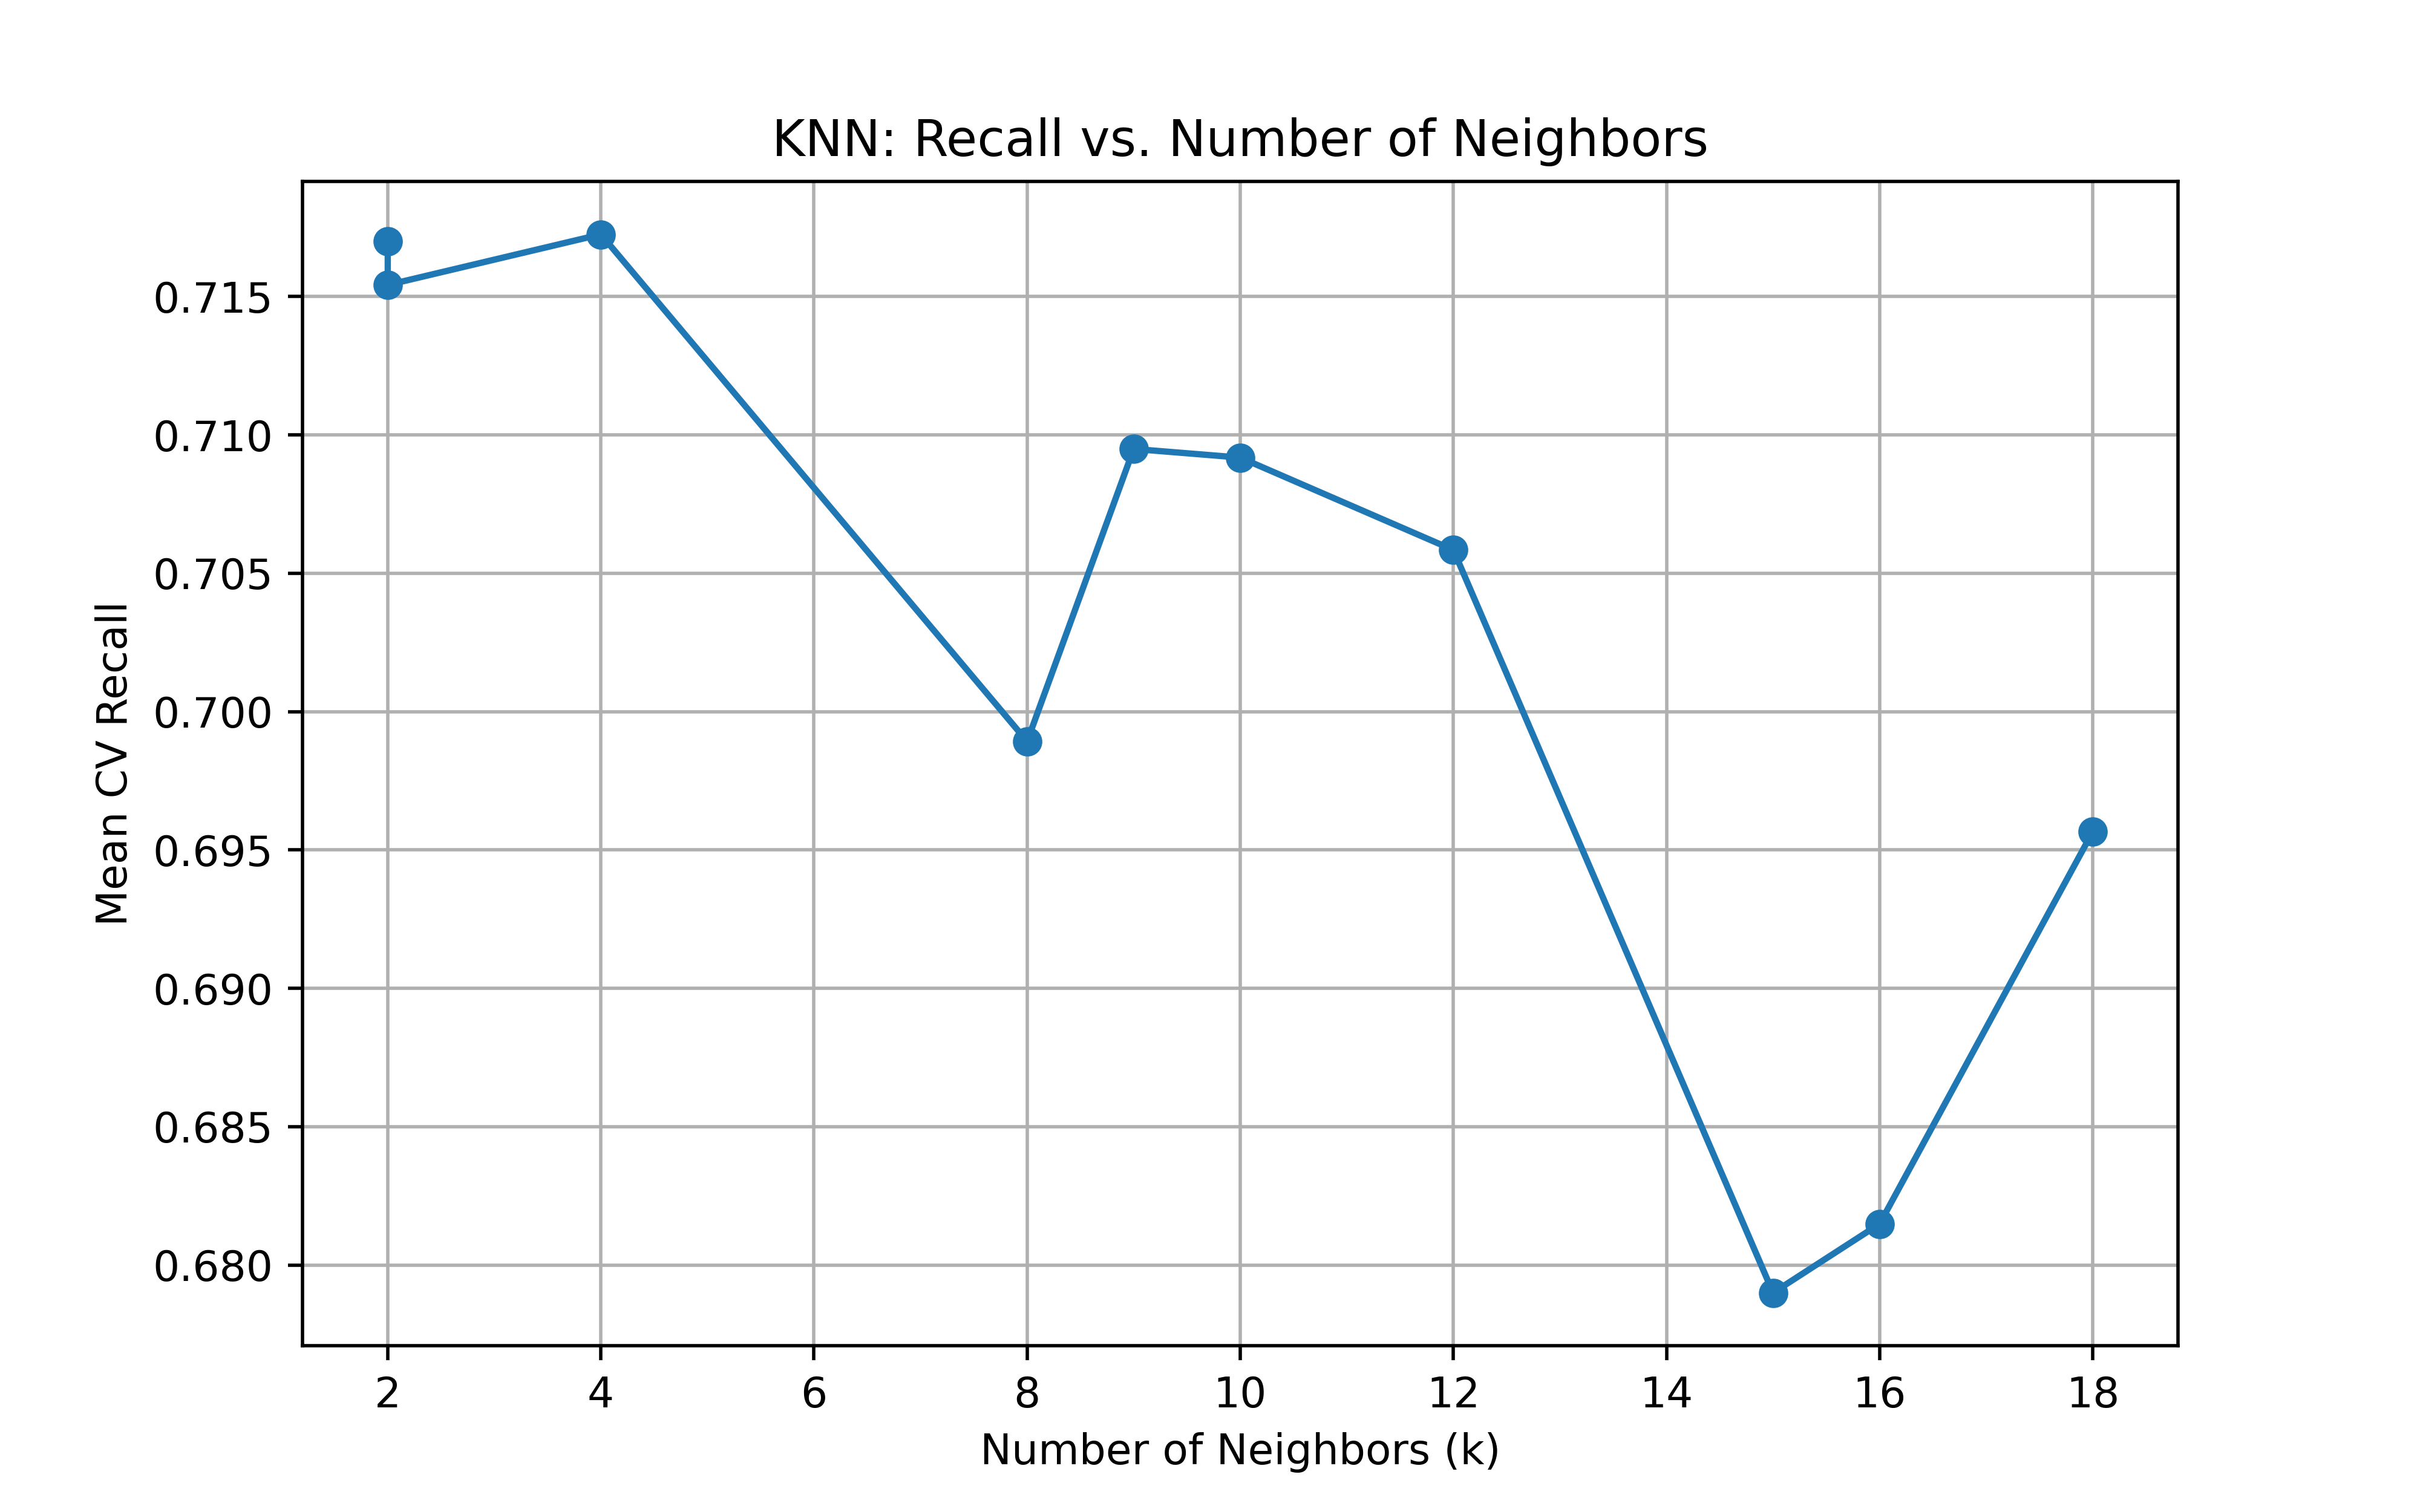 KNN: Recall vs. Number of Neighbors
Mean CV Recall
0.715
0.710
0.705
0.700
0.695
0.690
0.685
0.680
2 4 6 8 10 12 14 16 18
Number of Neighbors (k)